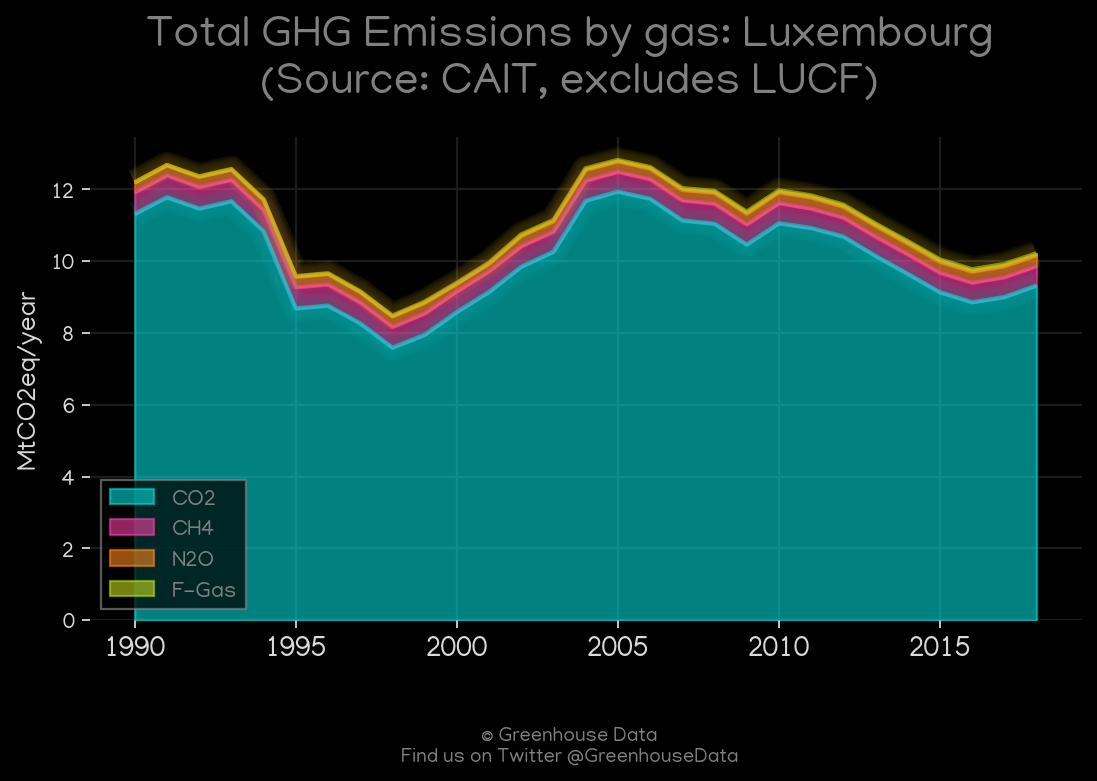 Total GHG Emissions by gas: Luxembourg
(Source: CAIT, excludes LUCF)
MtCO2eq/year
12
10
8
6
4
2
0
CO2
CH4
N2O
F-Gas
1990 1995 2000 2005 2010 2015
© Greenhouse Data
Find us on Twitter @GreenhouseData